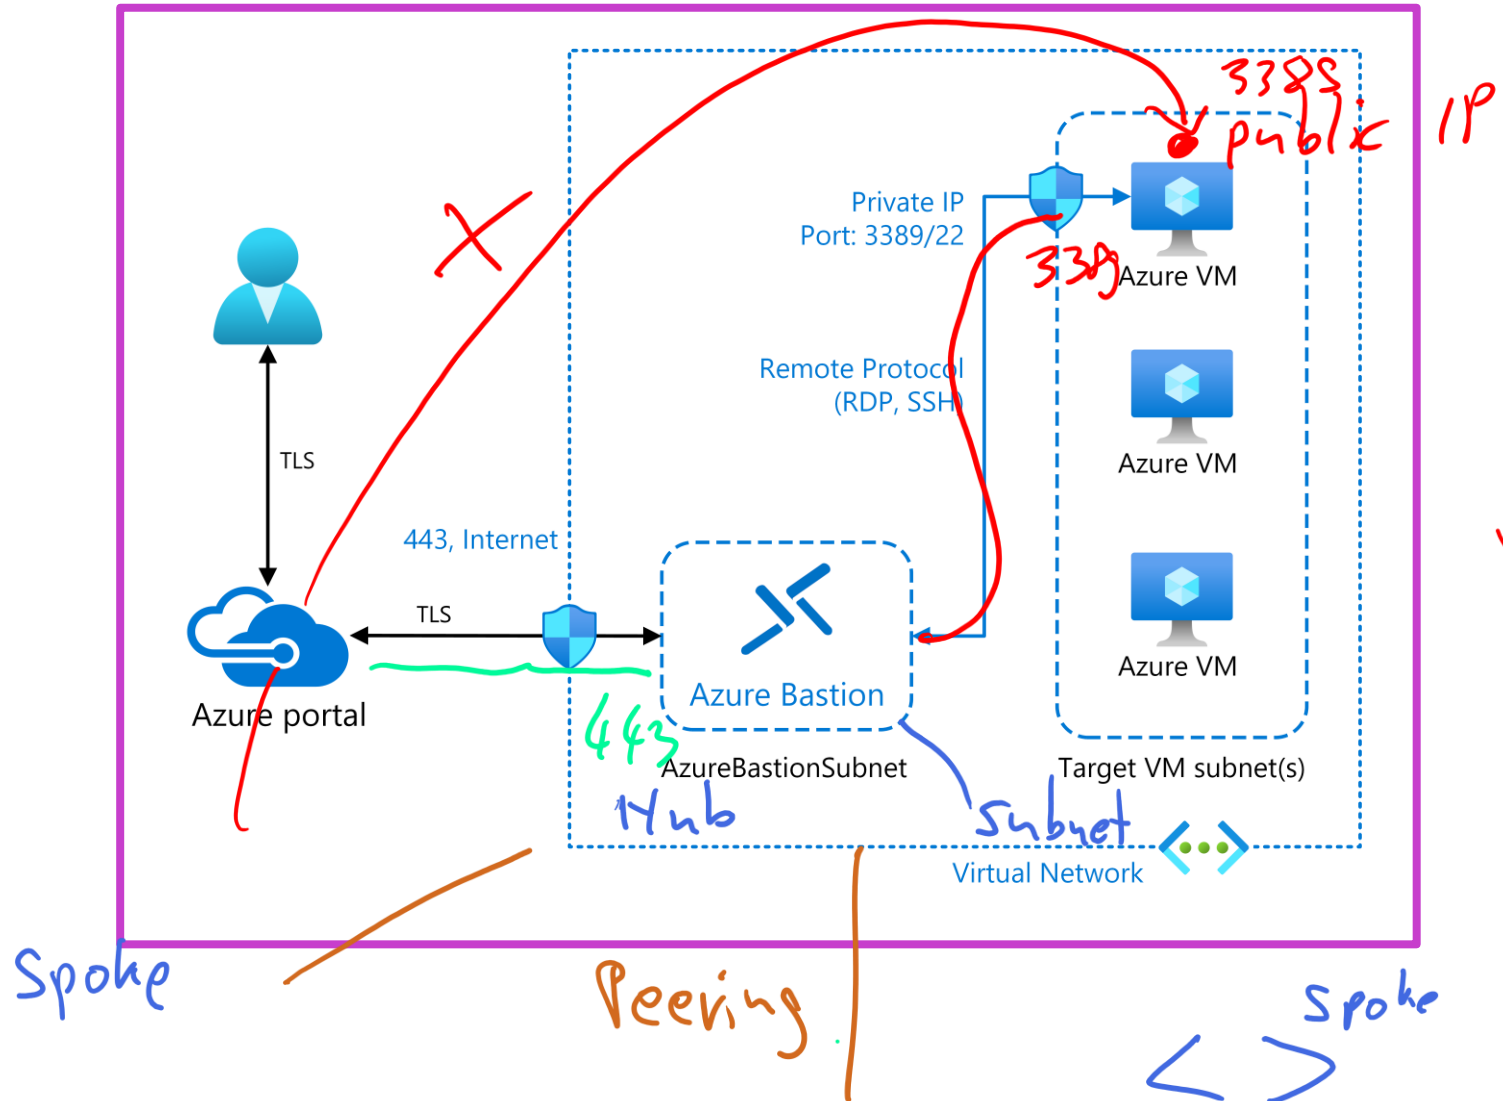 3389
public IP
Private IP
Port: 3389/22
3389
Azure VM
Remote Protocol
(RDP, SSH)
Azure VM
TLS
443, Internet
TLS
Azure VM
Azure Bastion
Azure portal
443
AzureBastionSubnet
Target VM subnet(s)
Hub
Subnet
Virtual Network
Spoke
Peering
Spoke